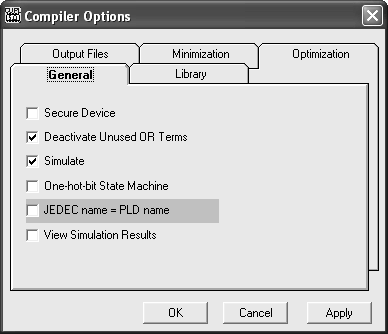 Compiler Options
Output Files Minimization Optimization
General Library
Secure Device
Deactivate Unused OR Terms
Simulate
One-hot-bit State Machine
JEDEC name = PLD name
View Simulation Results
OK Cancel Apply